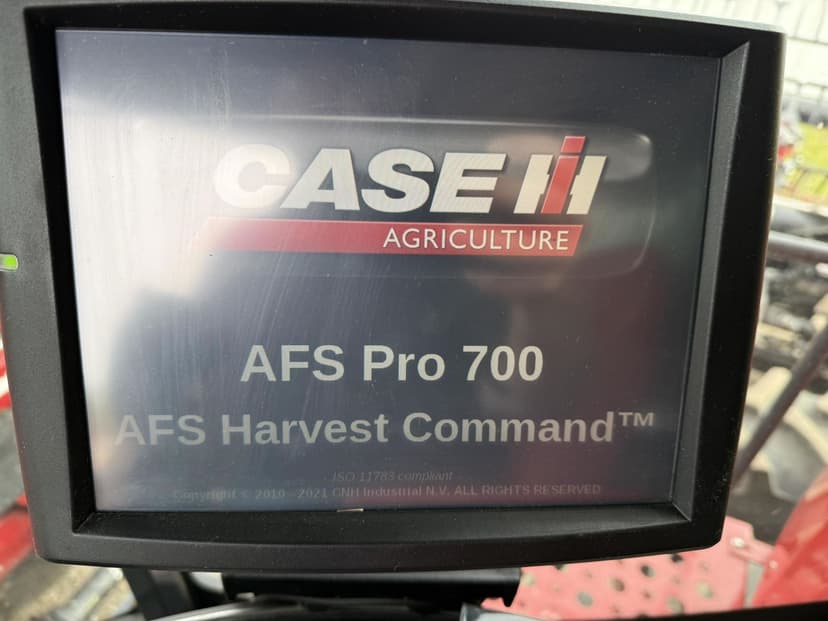 CASE IH
AGRICULTURE
AFS Pro 700
AFS Harvest Command™
ISO 11783 compliant
Copyright © 2010 - 2021 CNH Industrial N.V. ALL RIGHTS RESERVED